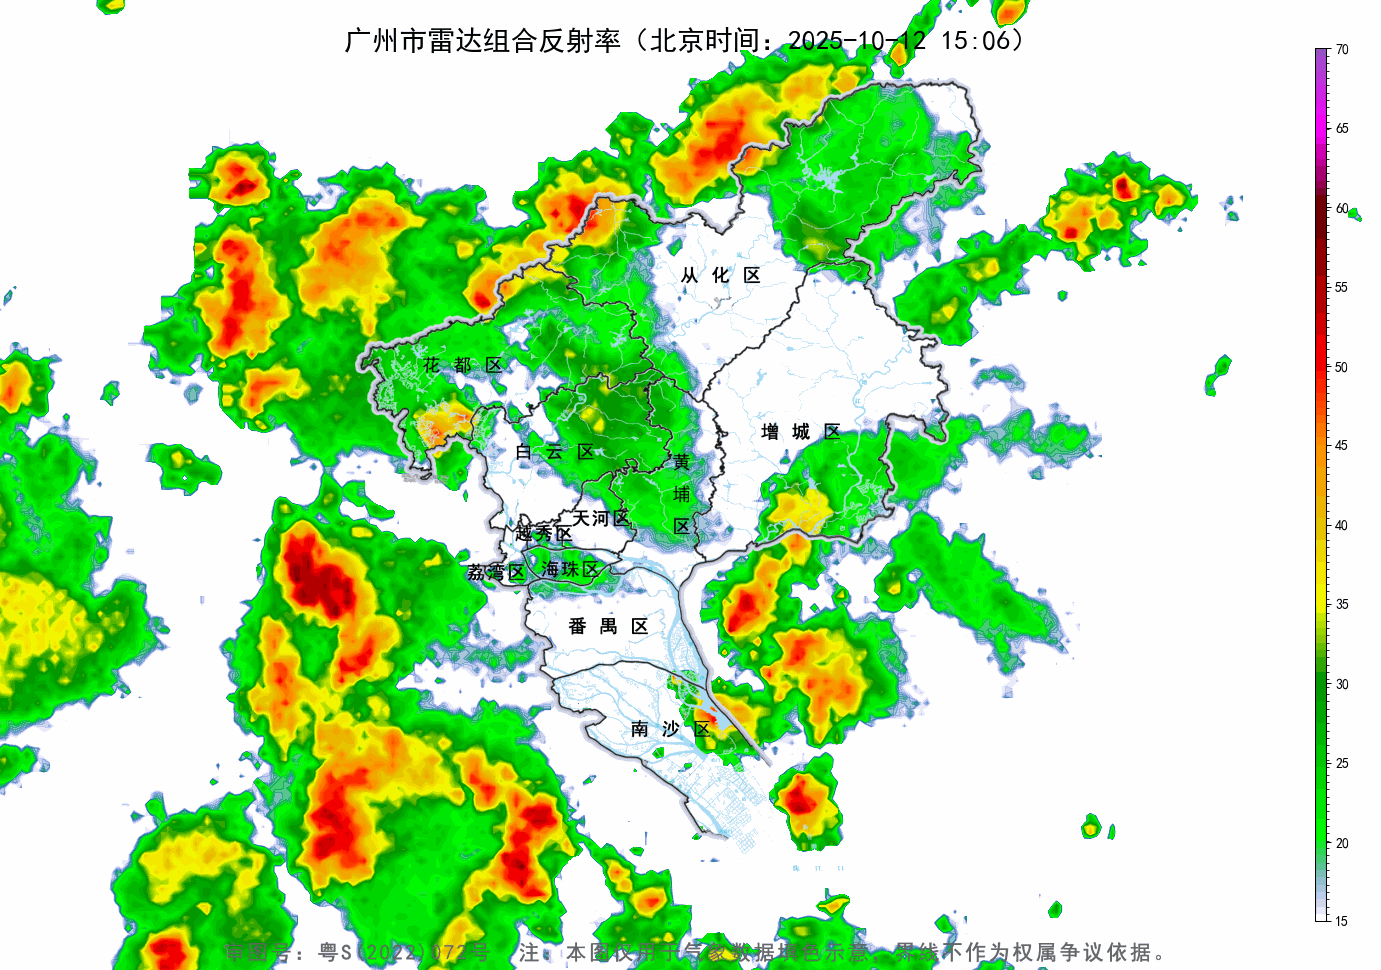 广州市雷达组合反射率（北京时间：2025-10-12 15:06）
70
65
60
55
50
45
40
35
30
25
20
15
从 化 区
花 都 区
增 城 区
白 云 区
黄
埔
区
天河区
越秀区
荔湾区
海珠区
番 禺 区
南 沙 区
审图号：粤S(2022)072号 注：本图仅用于气象数据填色示意，界线不作为权属争议依据。